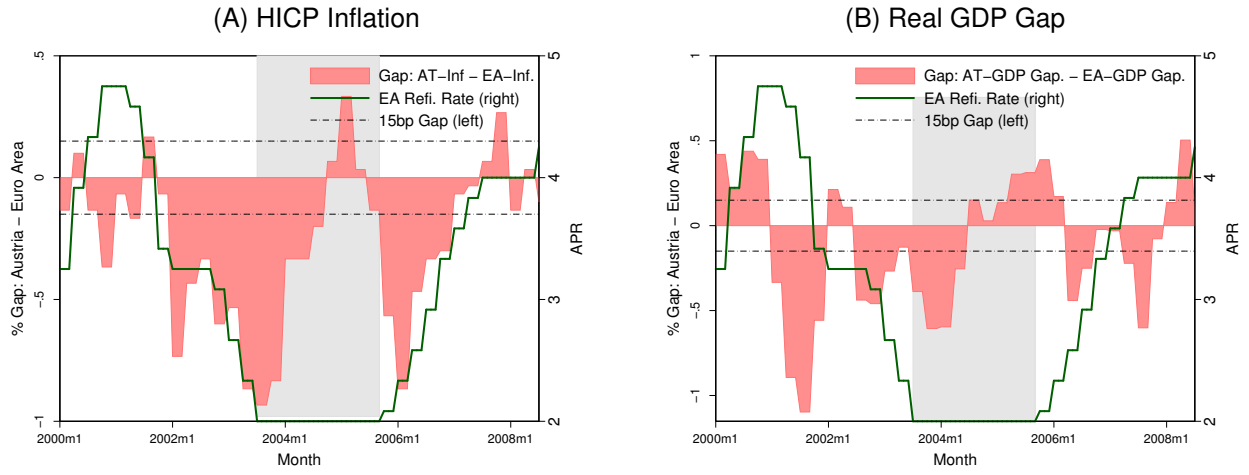 (A) HICP Inflation
Gap: AT−Inf − EA−Inf.
EA Refi. Rate (right)
15bp Gap (left)
% Gap: Austria − Euro Area
.5
0
−.5
−1
5
4
3
2
APR
2000m1
2002m1
2004m1
2006m1
2008m1
Month
(B) Real GDP Gap
Gap: AT−GDP Gap. − EA−GDP Gap.
EA Refi. Rate (right)
15bp Gap (left)
% Gap: Austria − Euro Area
1
.5
0
−.5
−1
5
4
3
2
APR
2000m1
2002m1
2004m1
2006m1
2008m1
Month